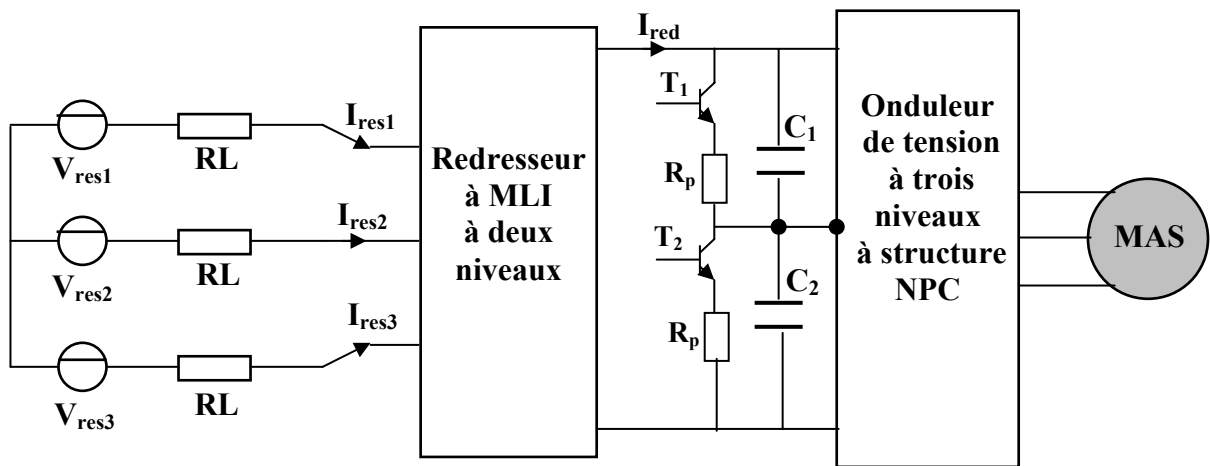 V_res1
RL
I_res1
V_res2
RL
I_res2
V_res3
RL
I_res3
Redresseur
à MLI
à deux
niveaux
I_red
T_1
R_p
C_1
T_2
R_p
C_2
Onduleur
de tension
à trois
niveaux
à structure
NPC
MAS